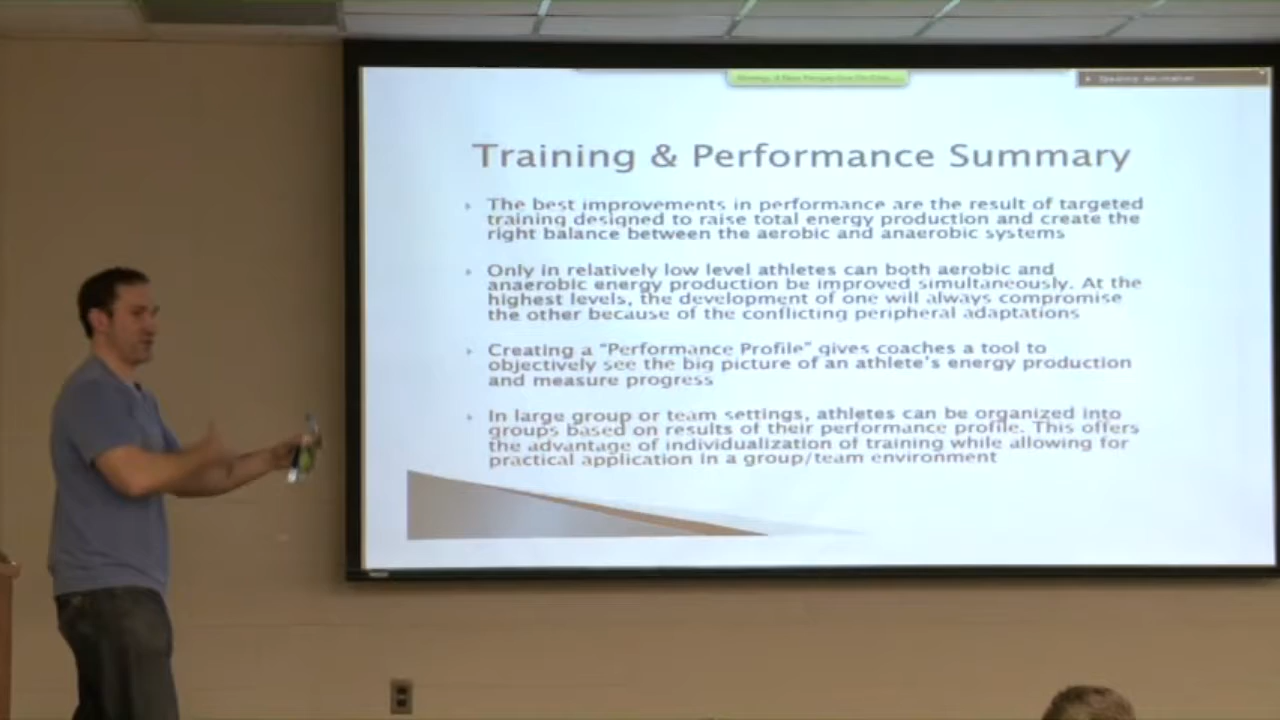 Training & Performance Summary
The best improvements in performance are the result of targeted
training designed to raise total energy production and create the
right balance between the aerobic and anaerobic systems
Only in relatively low level athletes can both aerobic and
anaerobic energy production be improved simultaneously. At the
highest levels, the development of one will always compromise
the other because of the conflicting peripheral adaptations
Creating a "Performance Profile" gives coaches a tool to
objectively see the big picture of an athlete's energy production
and measure progress
In large group or team settings, athletes can be organized into
groups based on results of their performance profile. This offers
the advantage of individualization of training while allowing for
practical application in a group/team environment